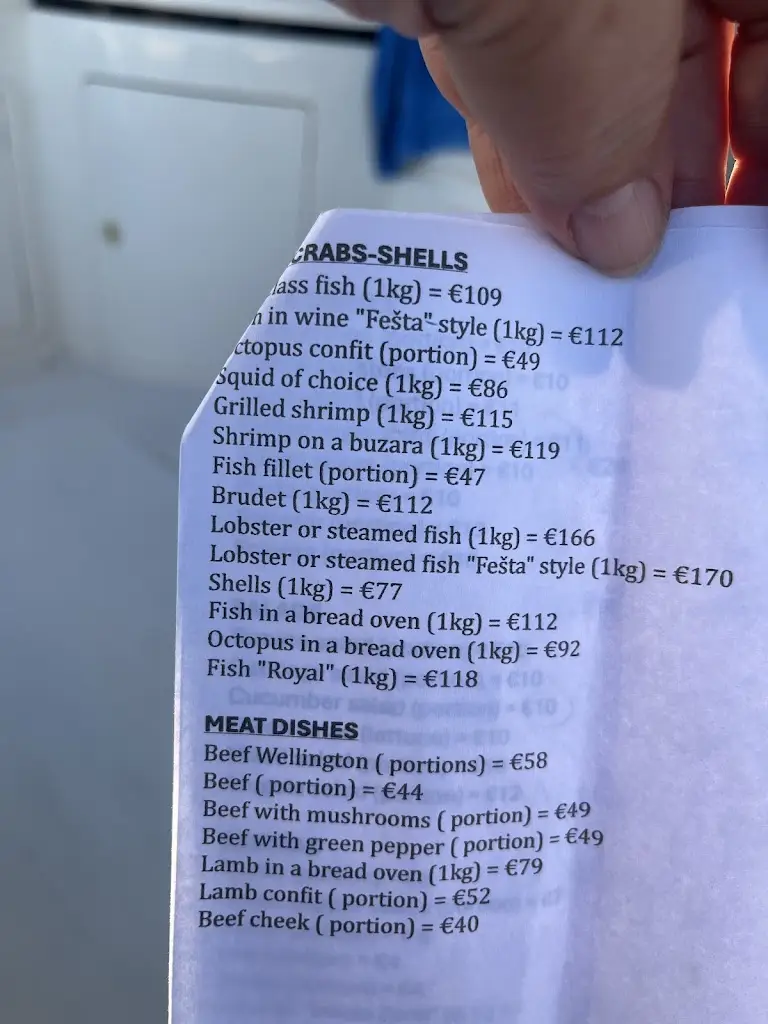 CRABS-SHELLS
ass fish (1kg) = €109
in wine "Fešta"-style (1kg) = €112
ctopus confit (portion) = €49
Squid of choice (1kg) = €86
Grilled shrimp (1kg) = €115
Shrimp on a buzara (1kg) = €119
Fish fillet (portion) = €47
Brudet (1kg) = €112
Lobster or steamed fish (1kg) = €166
Lobster or steamed fish "Fešta" style (1kg) = €170
Shells (1kg) = €77
Fish in a bread oven (1kg) = €112
Octopus in a bread oven (1kg) = €92
Fish "Royal" (1kg) = €118
MEAT DISHES
Beef Wellington ( portions) = €58
Beef ( portion) = €44
Beef with mushrooms ( portion) = €49
Beef with green pepper ( portion) = €49
Lamb in a bread oven (1kg) = €79
Lamb confit ( portion) = €52
Beef cheek ( portion) = €40